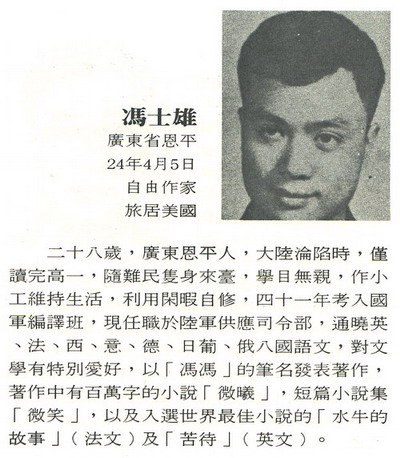 馮士雄
廣東省恩平
24年4月5日
自由作家
旅居美國
二十八歲，廣東恩平人，大陸淪陷時，僅
讀完高一，隨難民隻身來臺，擧目無親，作小
工維持生活，利用閑暇自修，四十一年考入國
軍編譯班，現任職於陸軍供應司令部，通曉英
、法、西、意、德、日葡、俄八國語文，對文
學有特別愛好，以「馮馮」的筆名發表著作，
著作中有百萬字的小說「微曦」，短篇小說集
「微笑」，以及入選世界最佳小說的「水牛的
故事」（法文）及「苦待」（英文）。